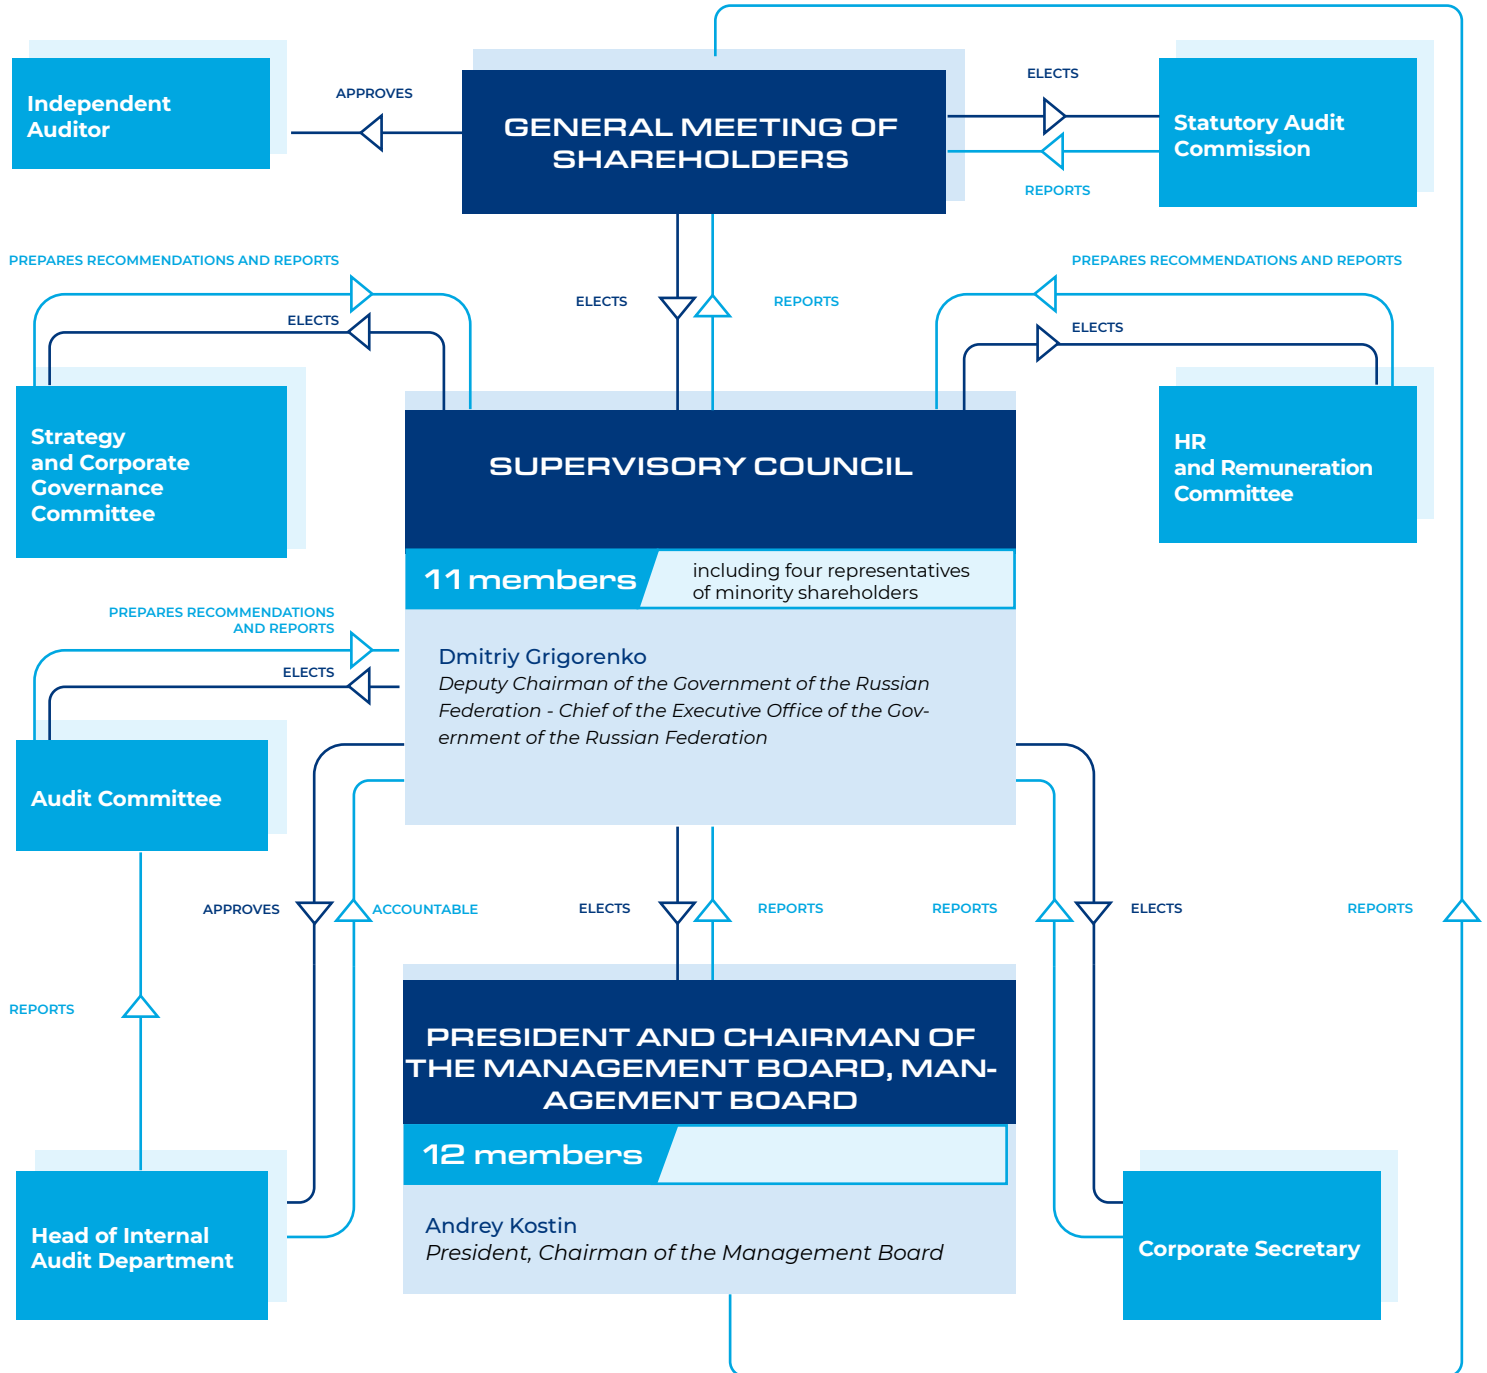 Independent
Auditor
APPROVES
GENERAL MEETING OF
SHAREHOLDERS
ELECTS
REPORTS
Statutory Audit
Commission
PREPARES RECOMMENDATIONS AND REPORTS
ELECTS
ELECTS
REPORTS
PREPARES RECOMMENDATIONS AND REPORTS
ELECTS
Strategy
and Corporate
Governance
Committee
SUPERVISORY COUNCIL
HR
and Remuneration
Committee
11 members
including four representatives
of minority shareholders
PREPARES RECOMMENDATIONS
AND REPORTS
ELECTS
Dmitriy Grigorenko
Deputy Chairman of the Government of the Russian
Federation - Chief of the Executive Office of the Gov-
ernment of the Russian Federation
Audit Committee
APPROVES
ACCOUNTABLE
ELECTS
REPORTS
REPORTS
ELECTS
REPORTS
REPORTS
PRESIDENT AND CHAIRMAN OF
THE MANAGEMENT BOARD, MAN-
AGEMENT BOARD
12 members
Andrey Kostin
President, Chairman of the Management Board
Head of Internal
Audit Department
Corporate Secretary